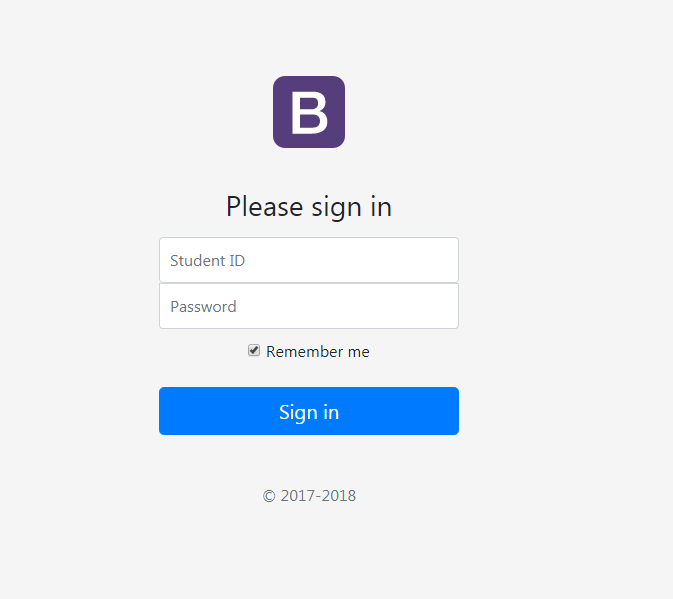 B
Please sign in
Student ID
Password
Remember me
Sign in
© 2017-2018